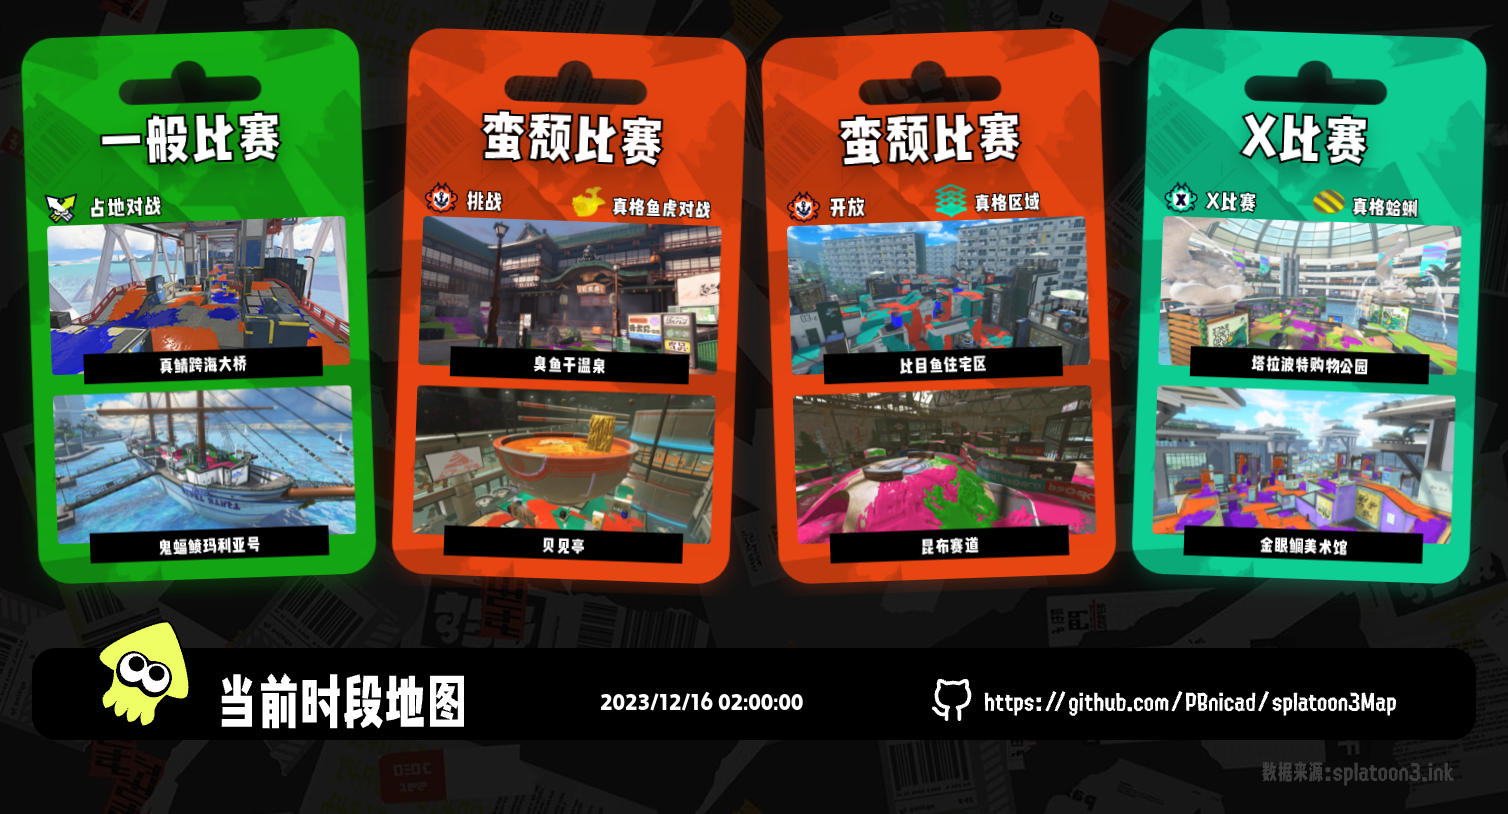 一般比赛
占地对战
真鲷跨海大桥
鬼蝠鲼玛利亚号
蛮颓比赛
挑战
真格鱼虎对战
臭鱼干温泉
贝见亭
蛮颓比赛
开放
真格区域
比目鱼住宅区
昆布赛道
X比赛
X比赛
真格蛤蜊
塔拉波特购物公园
金眼鲷美术馆
当前时段地图
2023/12/16 02:00:00
https://github.com/PBnicad/splatoon3Map
数据来源:splatoon3.ink